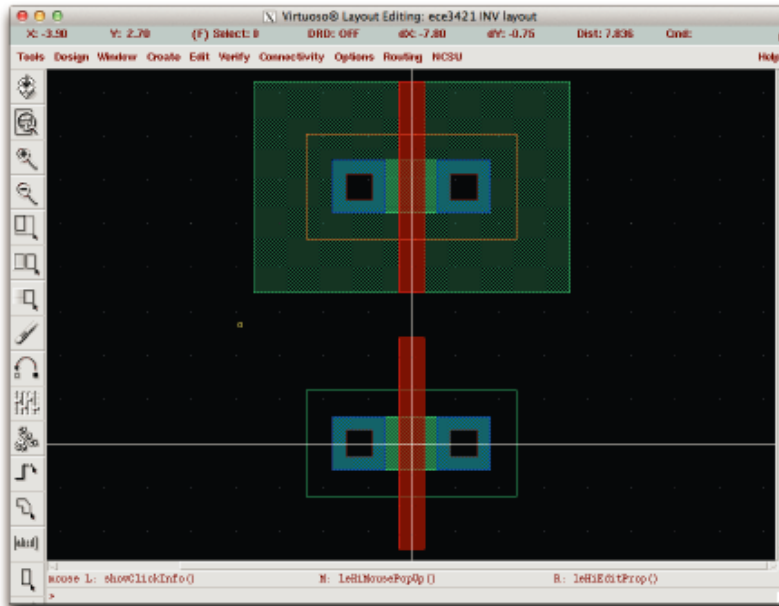 Virtuoso® Layout Editing: ece3421 INV layout
X: -3.90 Y: 2.70 (F) Select: 0 DRD: OFF dX: -7.80 dY: -0.75 Dist: 7.836 Cmd:
Tools Design Window Create Edit Verify Connectivity Options Routing NCSU Help
[abcd]
mouse L: showClickInfo() M: leHiMousePopUp() R: leHiEditProp()
>